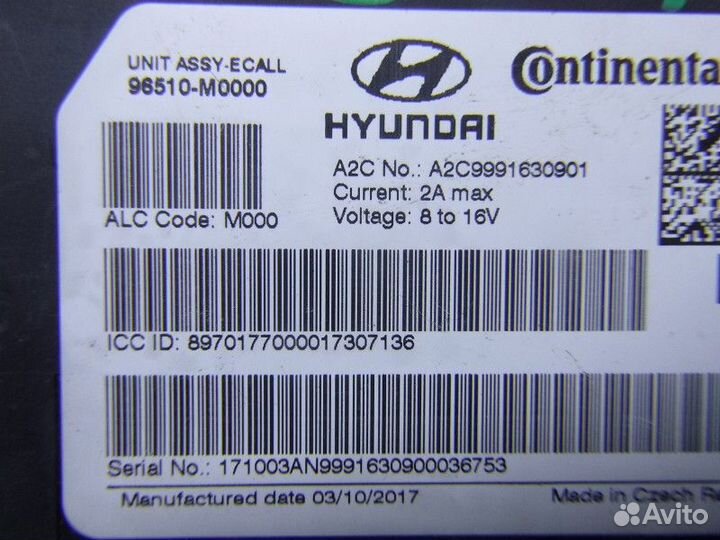 UNIT ASSY-ECALL
96510-M0000
HYUNDAI
Continenta
A2C No.: A2C9991630901
Current: 2A max
Voltage: 8 to 16V
ALC Code: M000
ICC ID: 8970177000017307136
Serial No.: 171003AN9991630900036753
Manufactured date 03/10/2017
Made in Czech Re
Avito